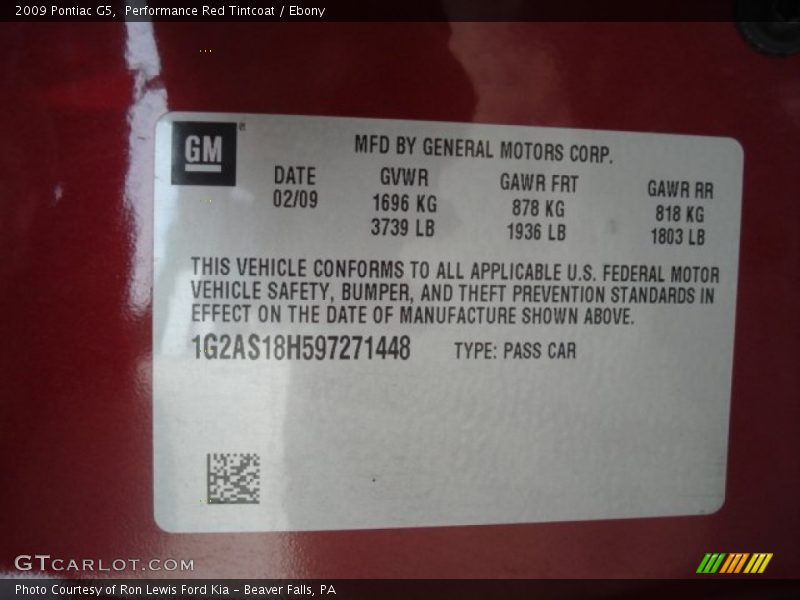 2009 Pontiac G5,  Performance Red Tintcoat / Ebony
GM ®
MFD BY GENERAL MOTORS CORP.
DATE GVWR GAWR FRT GAWR RR
02/09 1696 KG 878 KG 818 KG
3739 LB 1936 LB 1803 LB
THIS VEHICLE CONFORMS TO ALL APPLICABLE U.S. FEDERAL MOTOR
VEHICLE SAFETY, BUMPER, AND THEFT PREVENTION STANDARDS IN
EFFECT ON THE DATE OF MANUFACTURE SHOWN ABOVE.
1G2AS18H597271448 TYPE: PASS CAR
GTCARLOT.COM
Photo Courtesy of Ron Lewis Ford Kia - Beaver Falls, PA